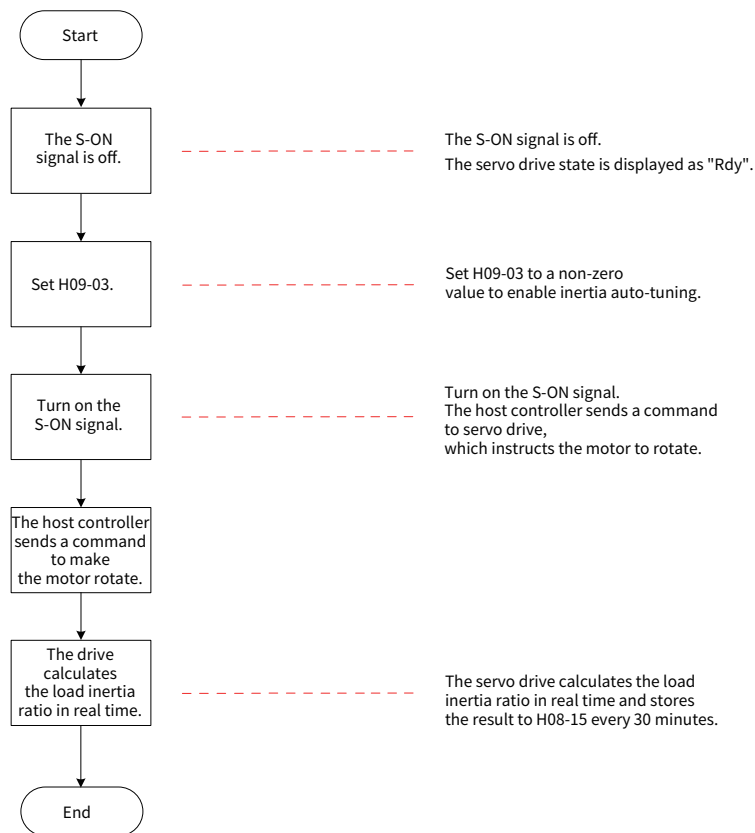 Start
The S-ON
signal is off.
The S-ON signal is off.
The servo drive state is displayed as "Rdy".
Set H09-03.
Set H09-03 to a non-zero
value to enable inertia auto-tuning.
Turn on the
S-ON signal.
Turn on the S-ON signal.
The host controller sends a command
to servo drive,
which instructs the motor to rotate.
The host controller
sends a command
to make
the motor rotate.
The drive
calculates
the load inertia
ratio in real time.
The servo drive calculates the load
inertia ratio in real time and stores
the result to H08-15 every 30 minutes.
End